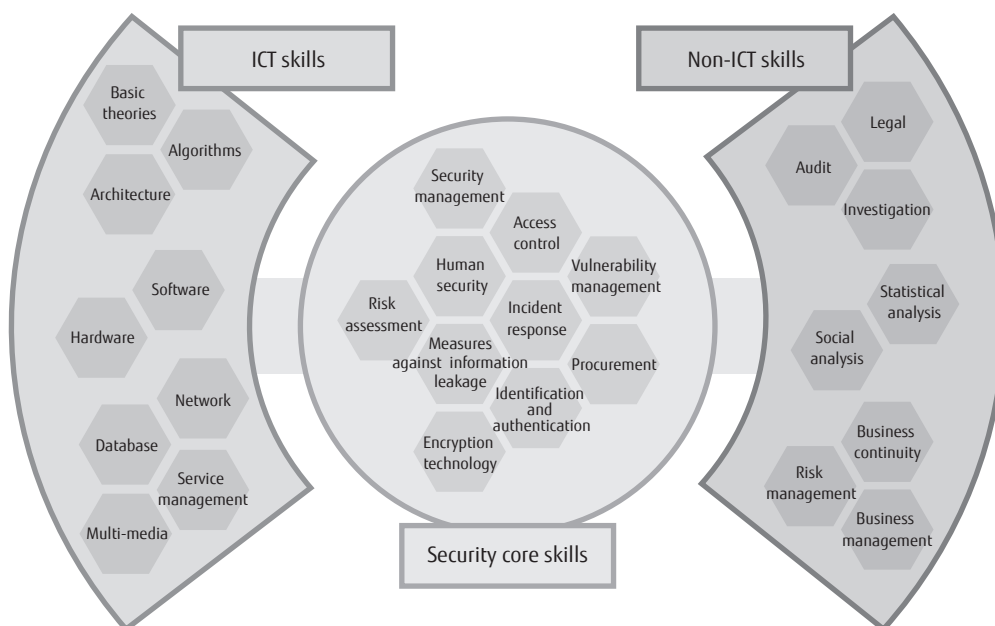 ICT skills
Basic
theories
Algorithms
Architecture
Software
Hardware
Network
Database
Service
management
Multi-media
Security
management
Access
control
Human
security
Vulnerability
management
Risk
assessment
Incident
response
Measures
against information
leakage
Procurement
Identification
and
authentication
Encryption
technology
Security core skills
Non-ICT skills
Legal
Audit
Investigation
Statistical
analysis
Social
analysis
Business
continuity
Risk
management
Business
management